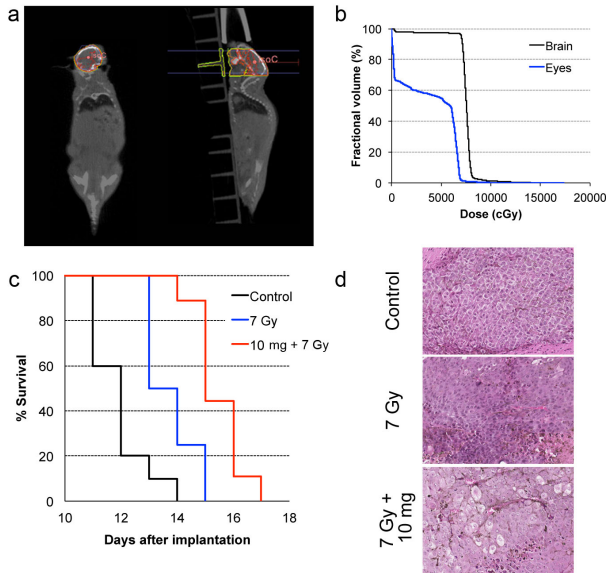 a
soC
b
Fractional volume (%)
100
80
60
40
20
0
Brain
Eyes
0
5000
10000
15000
20000
Dose (cGy)
c
% Survival
100
80
60
40
20
0
Control
7 Gy
10 mg + 7 Gy
10
12
14
16
18
Days after implantation
d
Control
7 Gy
7 Gy +
10 mg